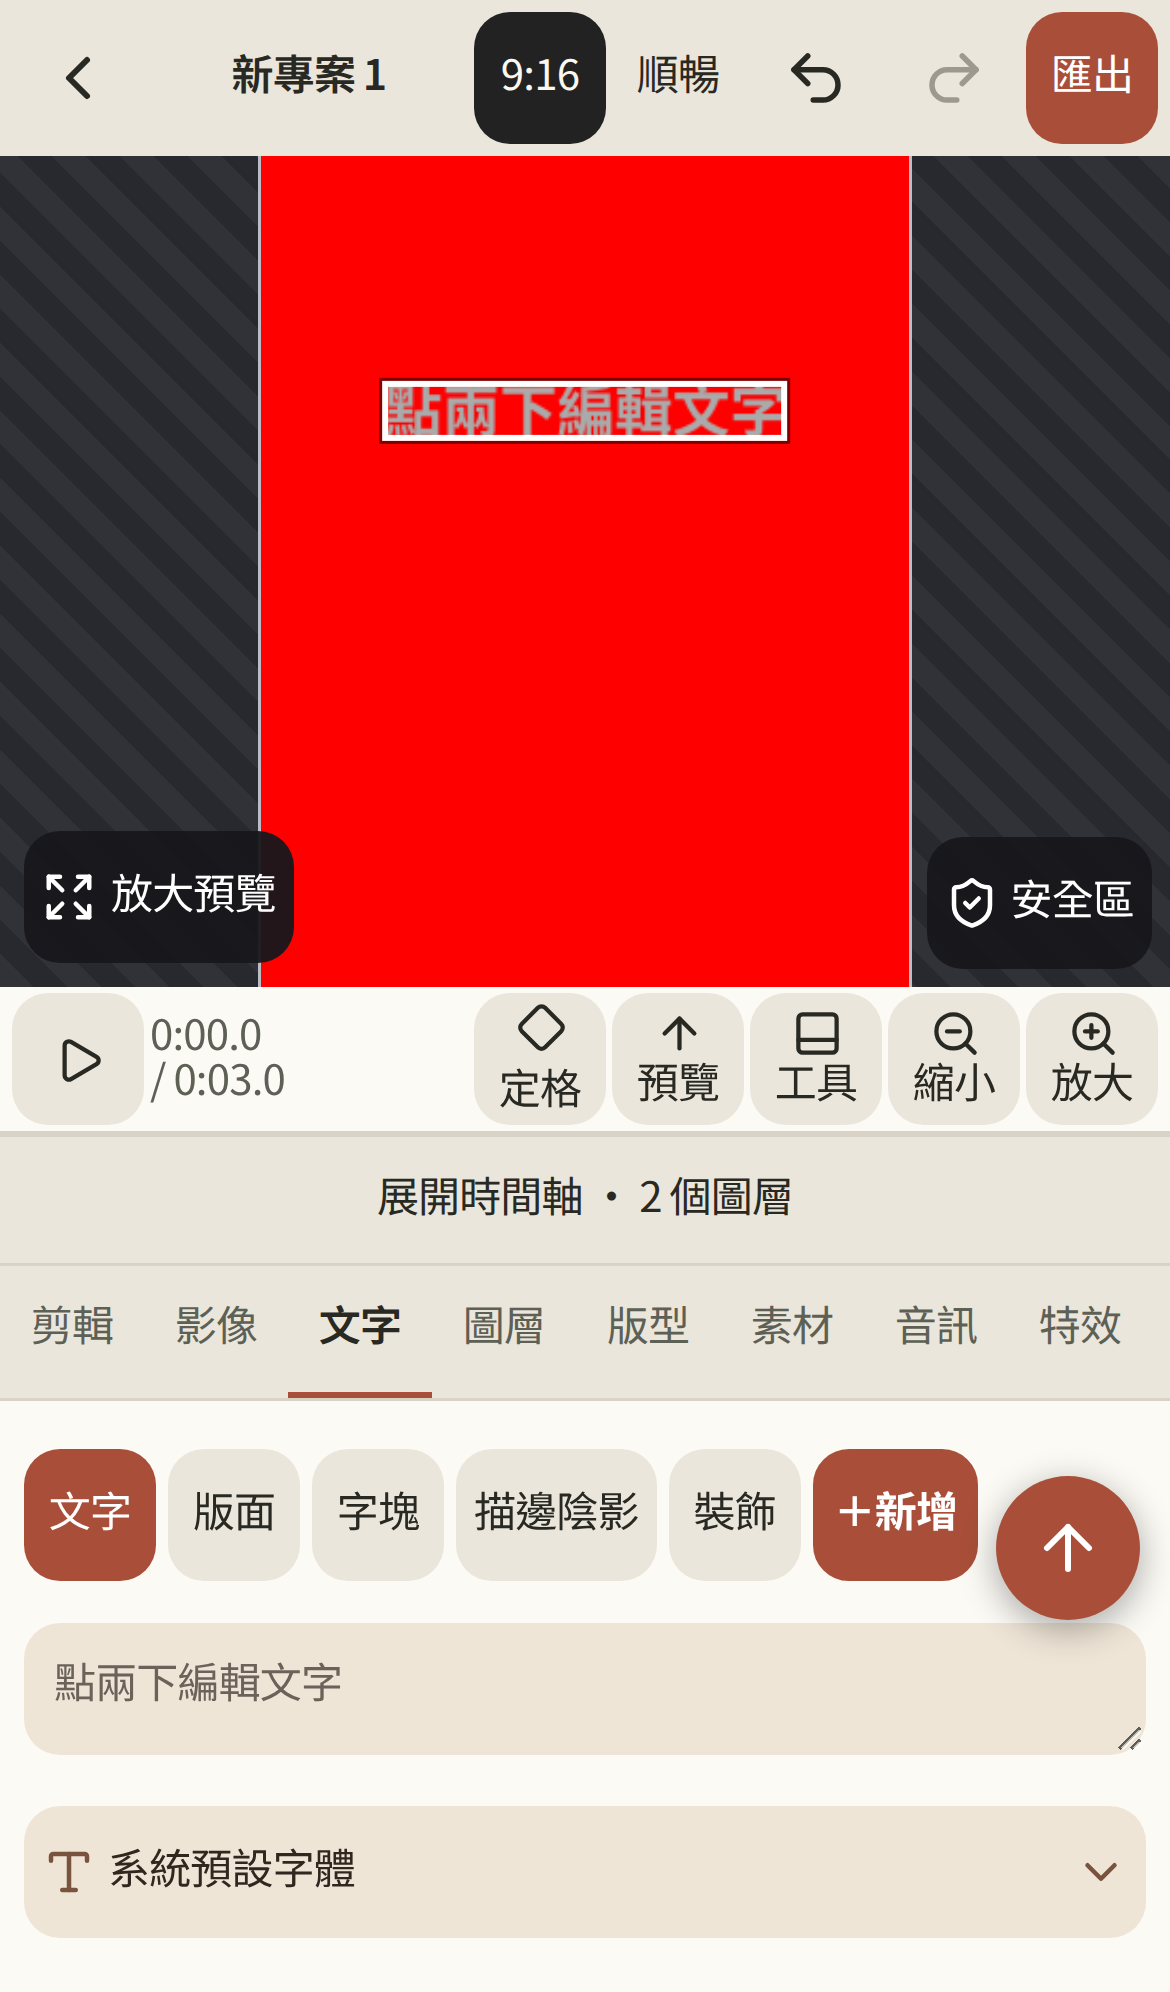 新專案 1
9:16
順暢
匯出
點兩下編輯文字
放大預覽
安全區
0:00.0
/ 0:03.0
定格
預覽
工具
縮小
放大
展開時間軸 ・ 2 個圖層
剪輯
影像
文字
圖層
版型
素材
音訊
特效
文字
版面
字塊
描邊陰影
裝飾
＋新增
點兩下編輯文字
系統預設字體